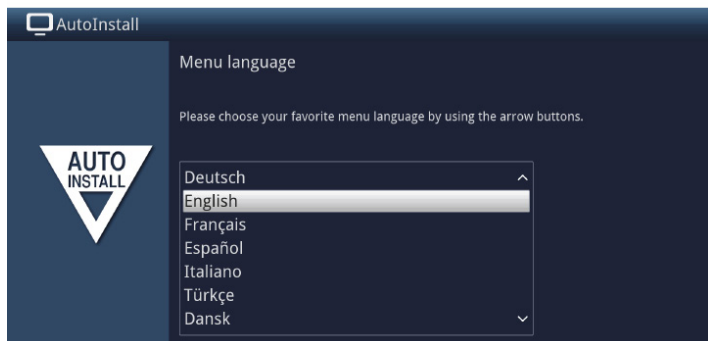 AutoInstall
Menu language
Please choose your favorite menu language by using the arrow buttons.
AUTO
INSTALL
Deutsch
English
Français
Español
Italiano
Türkçe
Dansk